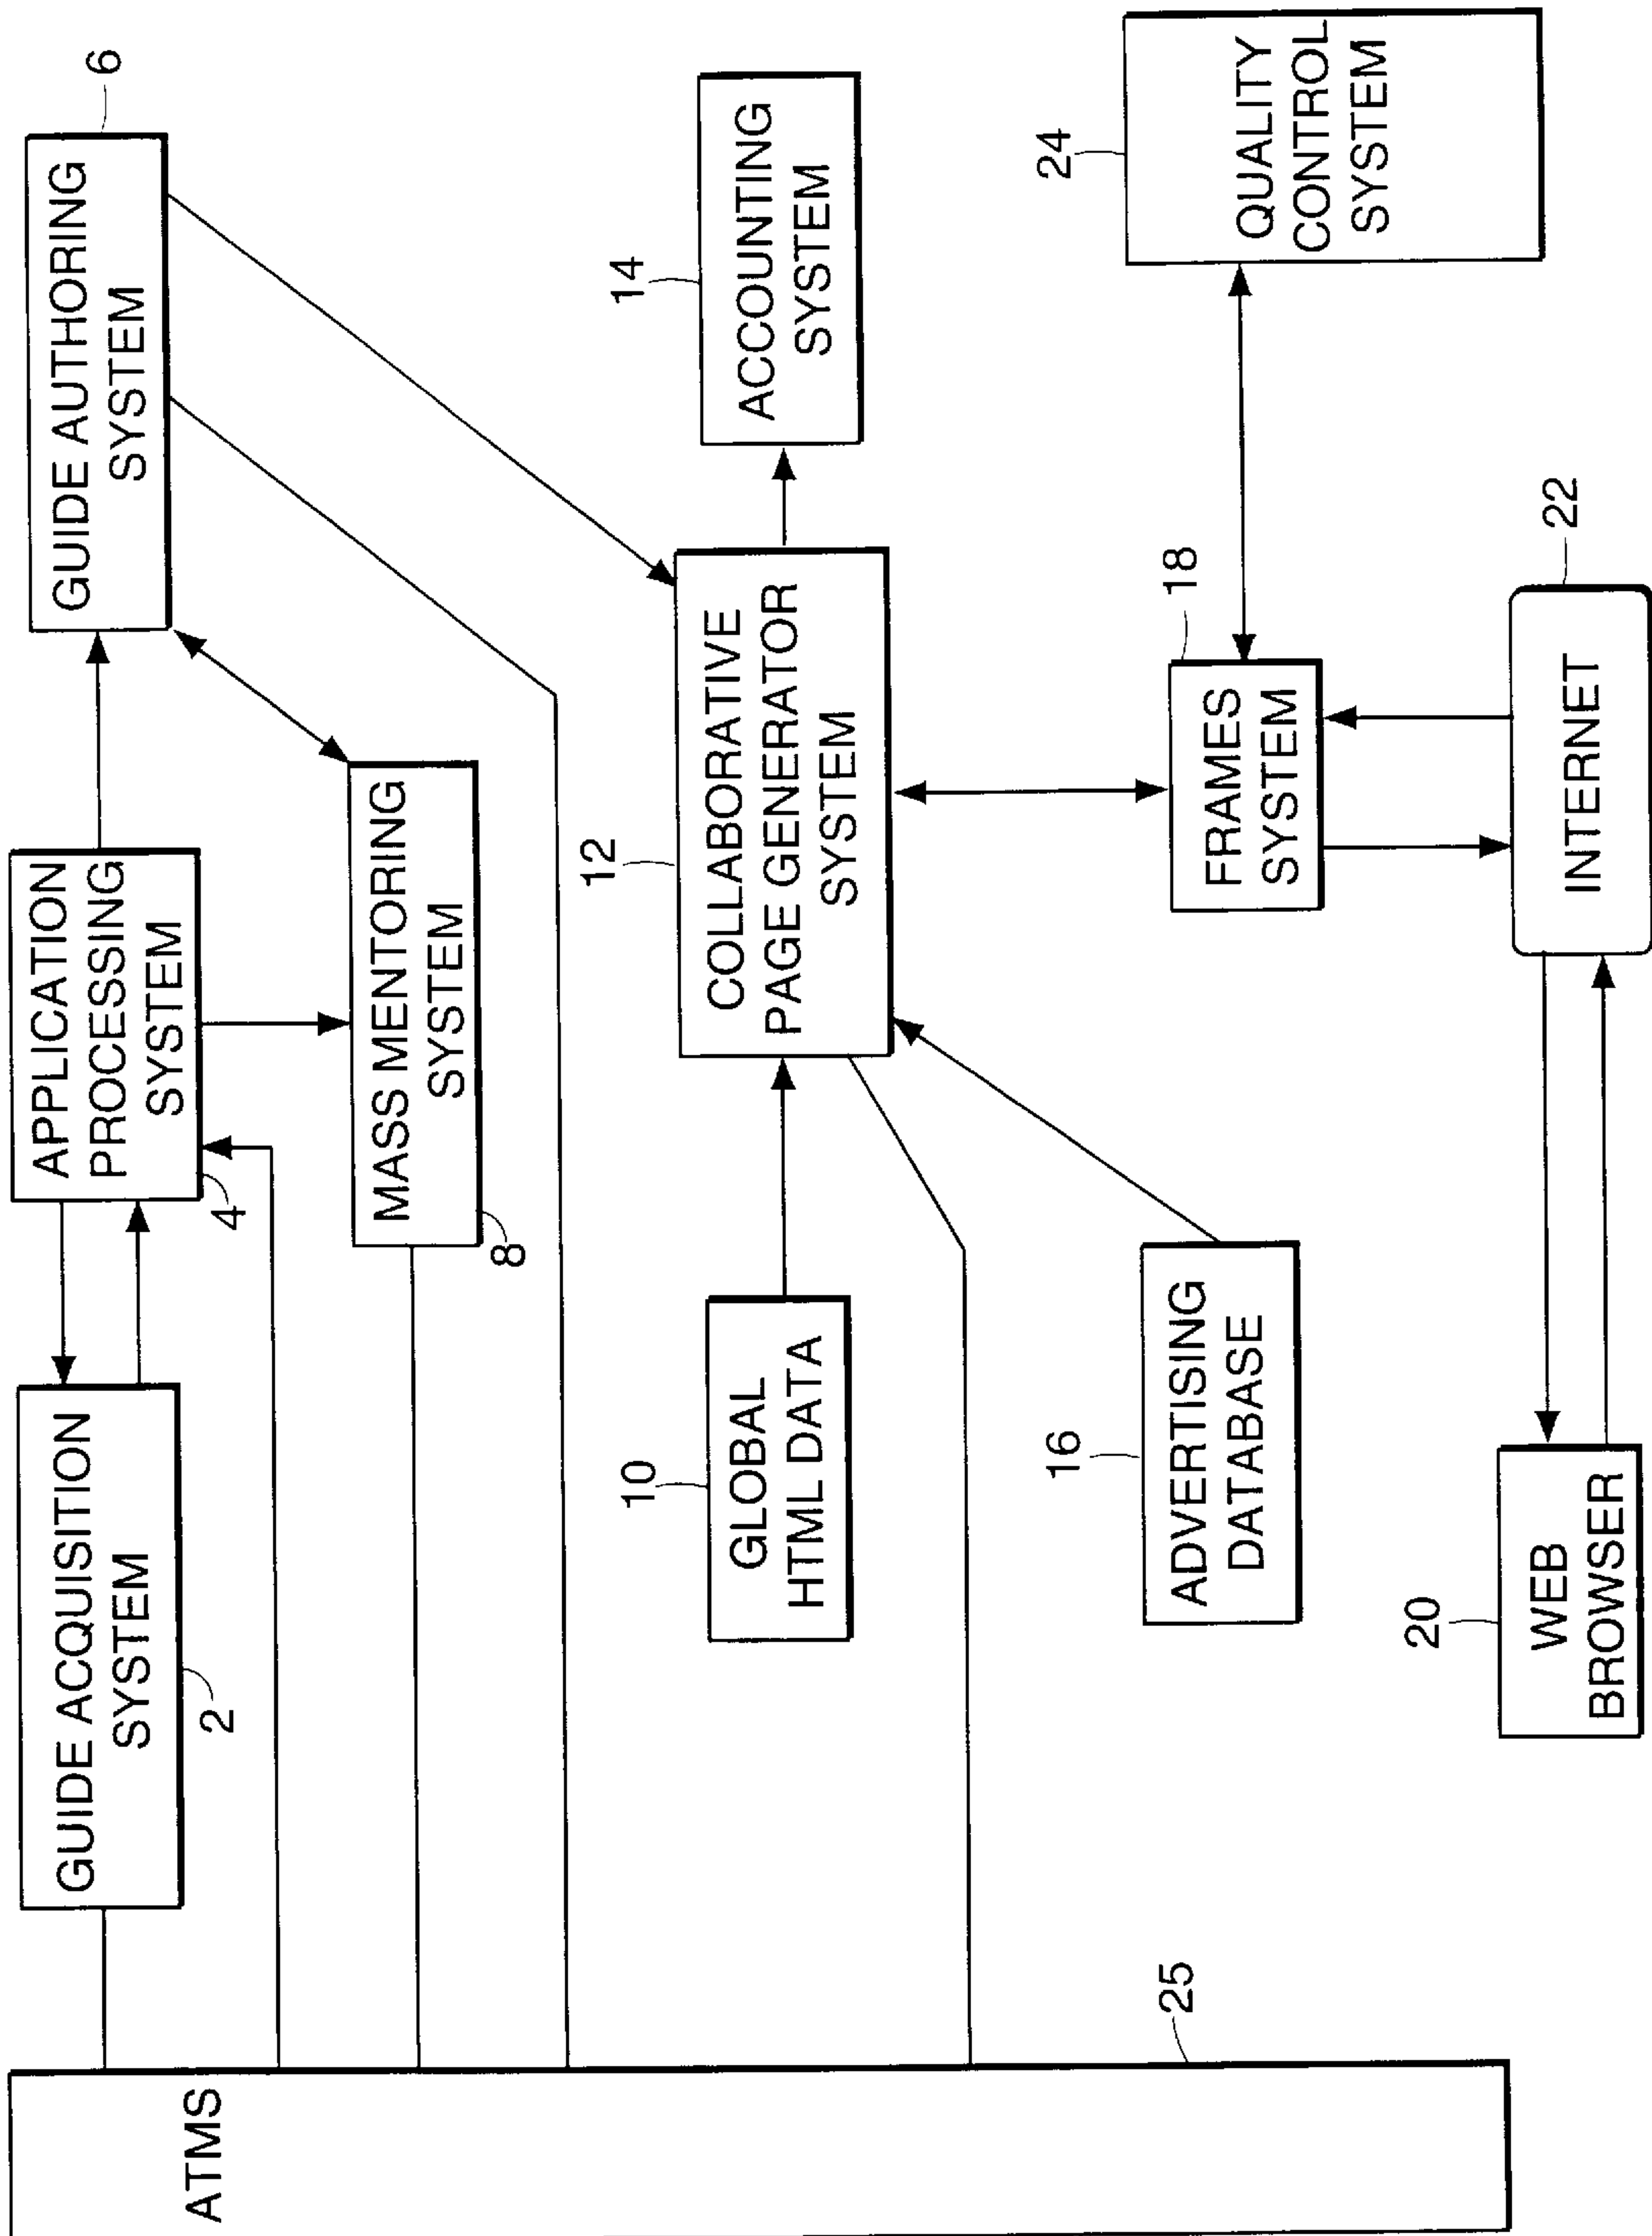 ATMS
25
GUIDE ACQUISITION
SYSTEM
2
APPLICATION
PROCESSING
SYSTEM
4
GUIDE AUTHORING
SYSTEM
6
MASS MENTORING
SYSTEM
8
GLOBAL
HTML DATA
10
COLLABORATIVE
PAGE GENERATOR
SYSTEM
12
ACCOUNTING
SYSTEM
14
ADVERTISING
DATABASE
16
FRAMES
SYSTEM
18
QUALITY
CONTROL
SYSTEM
24
WEB
BROWSER
20
INTERNET
22